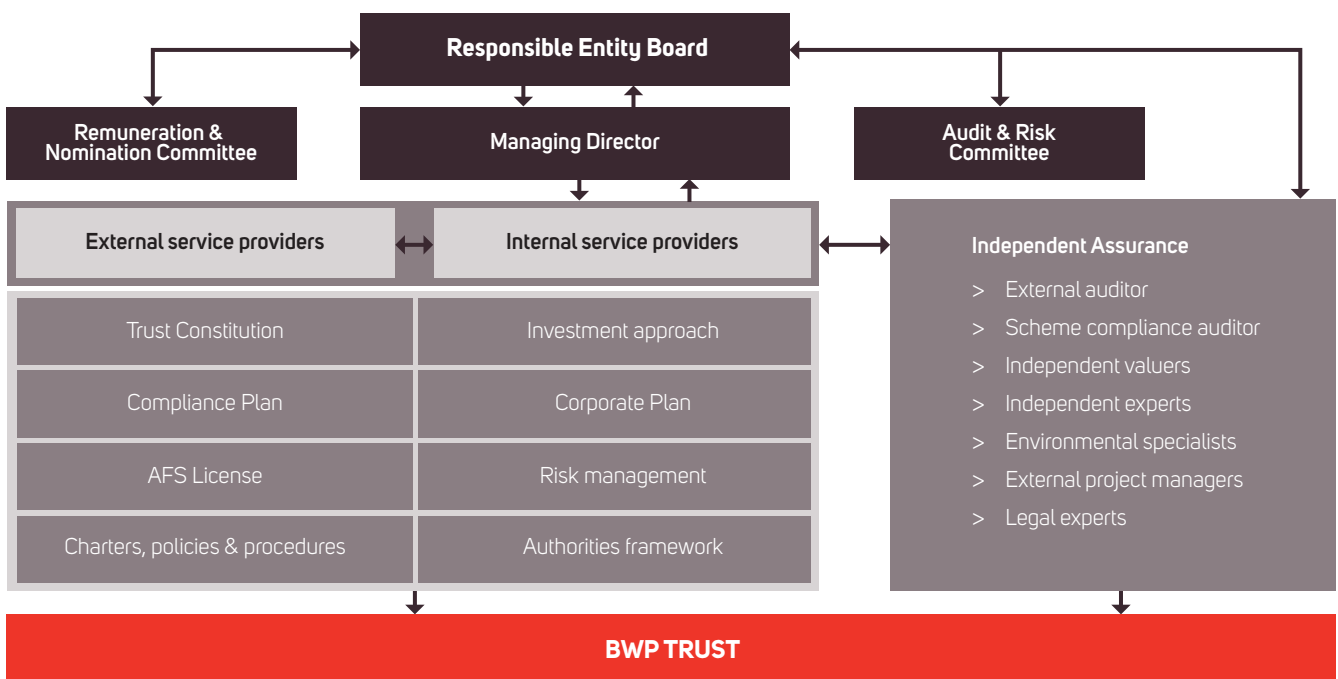 Responsible Entity Board
Remuneration &
Nomination Committee
Managing Director
Audit & Risk
Committee
External service providers
Internal service providers
Trust Constitution
Investment approach
Compliance Plan
Corporate Plan
AFS License
Risk management
Charters, policies & procedures
Authorities framework
Independent Assurance
> External auditor
> Scheme compliance auditor
> Independent valuers
> Independent experts
> Environmental specialists
> External project managers
> Legal experts
BWP TRUST